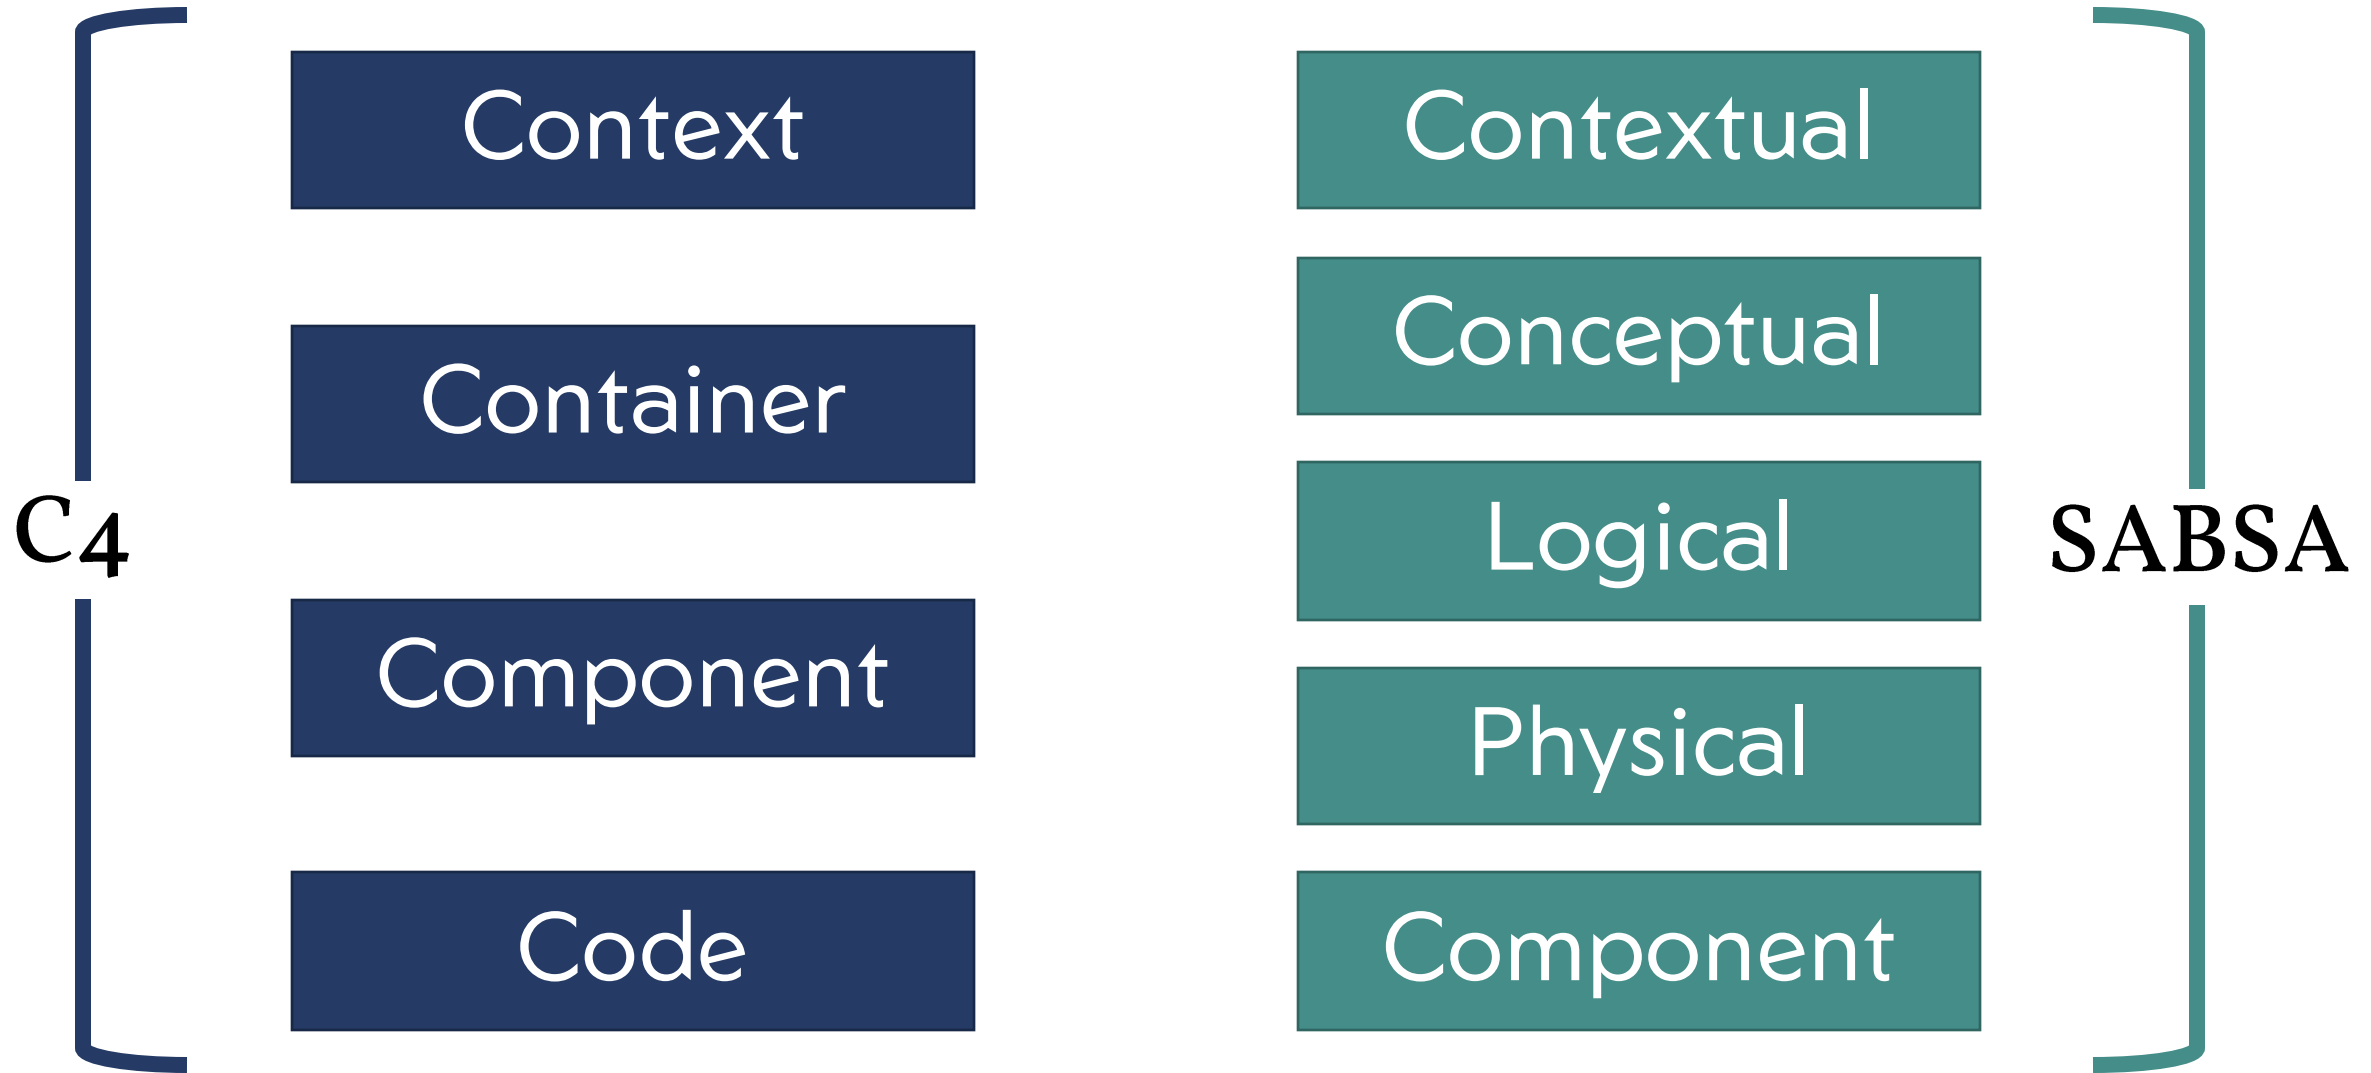 C4
Context
Container
Component
Code
Contextual
Conceptual
Logical
Physical
Component
SABSA